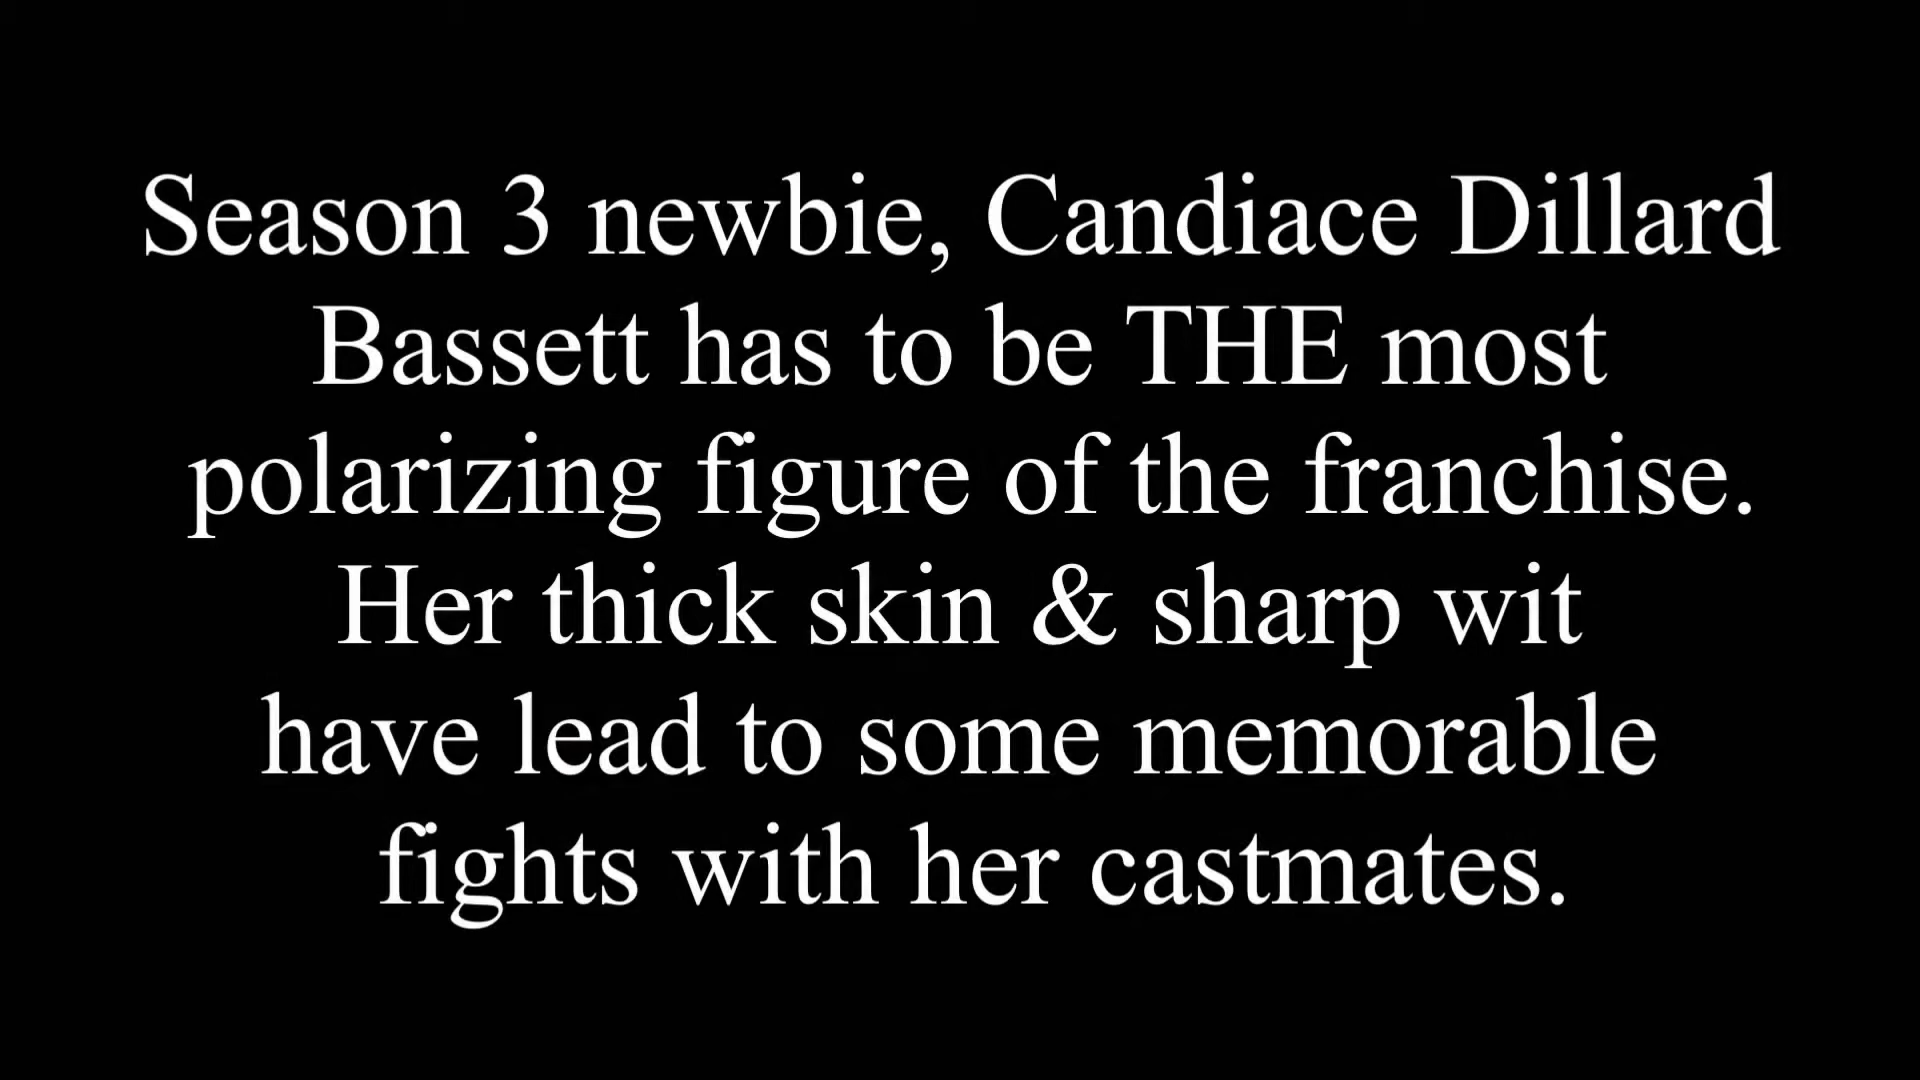 Season 3 newbie, Candiace Dillard
Bassett has to be THE most
polarizing figure of the franchise.
Her thick skin & sharp wit
have lead to some memorable
fights with her castmates.